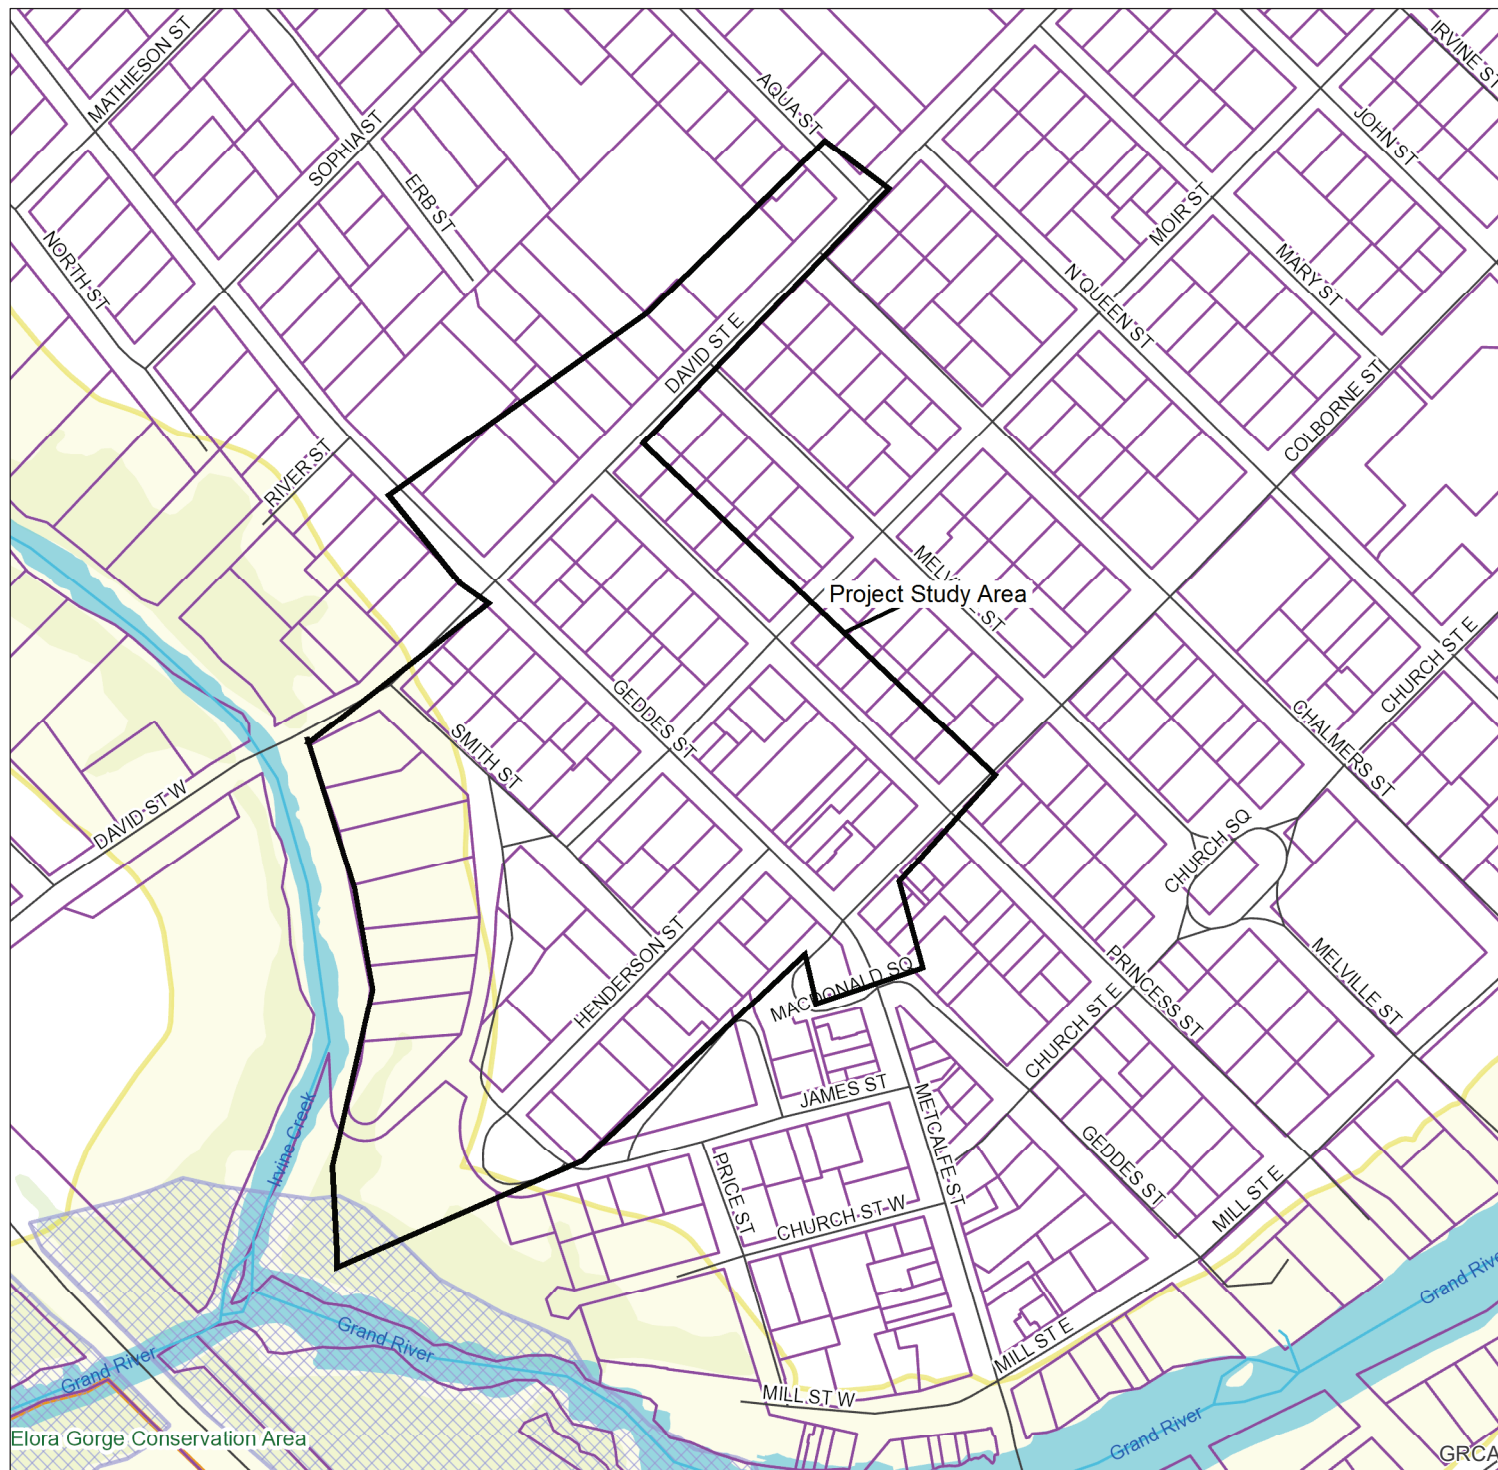 MATHIESON ST
IRVINE ST
AQUA ST
JOHN ST
SOPHIA ST
ERB ST
MOIR ST
NORTH ST
MARY ST
N QUEEN ST
DAVID ST E
COLBORNE ST
RIVER ST
MELVILLE ST
Project Study Area
CHURCH ST E
GEDDES ST
SMITH ST
CHALMERS ST
DAVID ST W
CHURCH SQ
HENDERSON ST
MACDONALD SQ
PRINCESS ST
MELVILLE ST
CHURCH ST E
JAMES ST
METCALFE ST
Irvine Creek
GEDDES ST
PRICE ST
CHURCH ST W
MILL ST E
Grand River
Grand River
Grand River
MILL ST E
MILL ST W
Grand River
Elora Gorge Conservation Area
GRCA